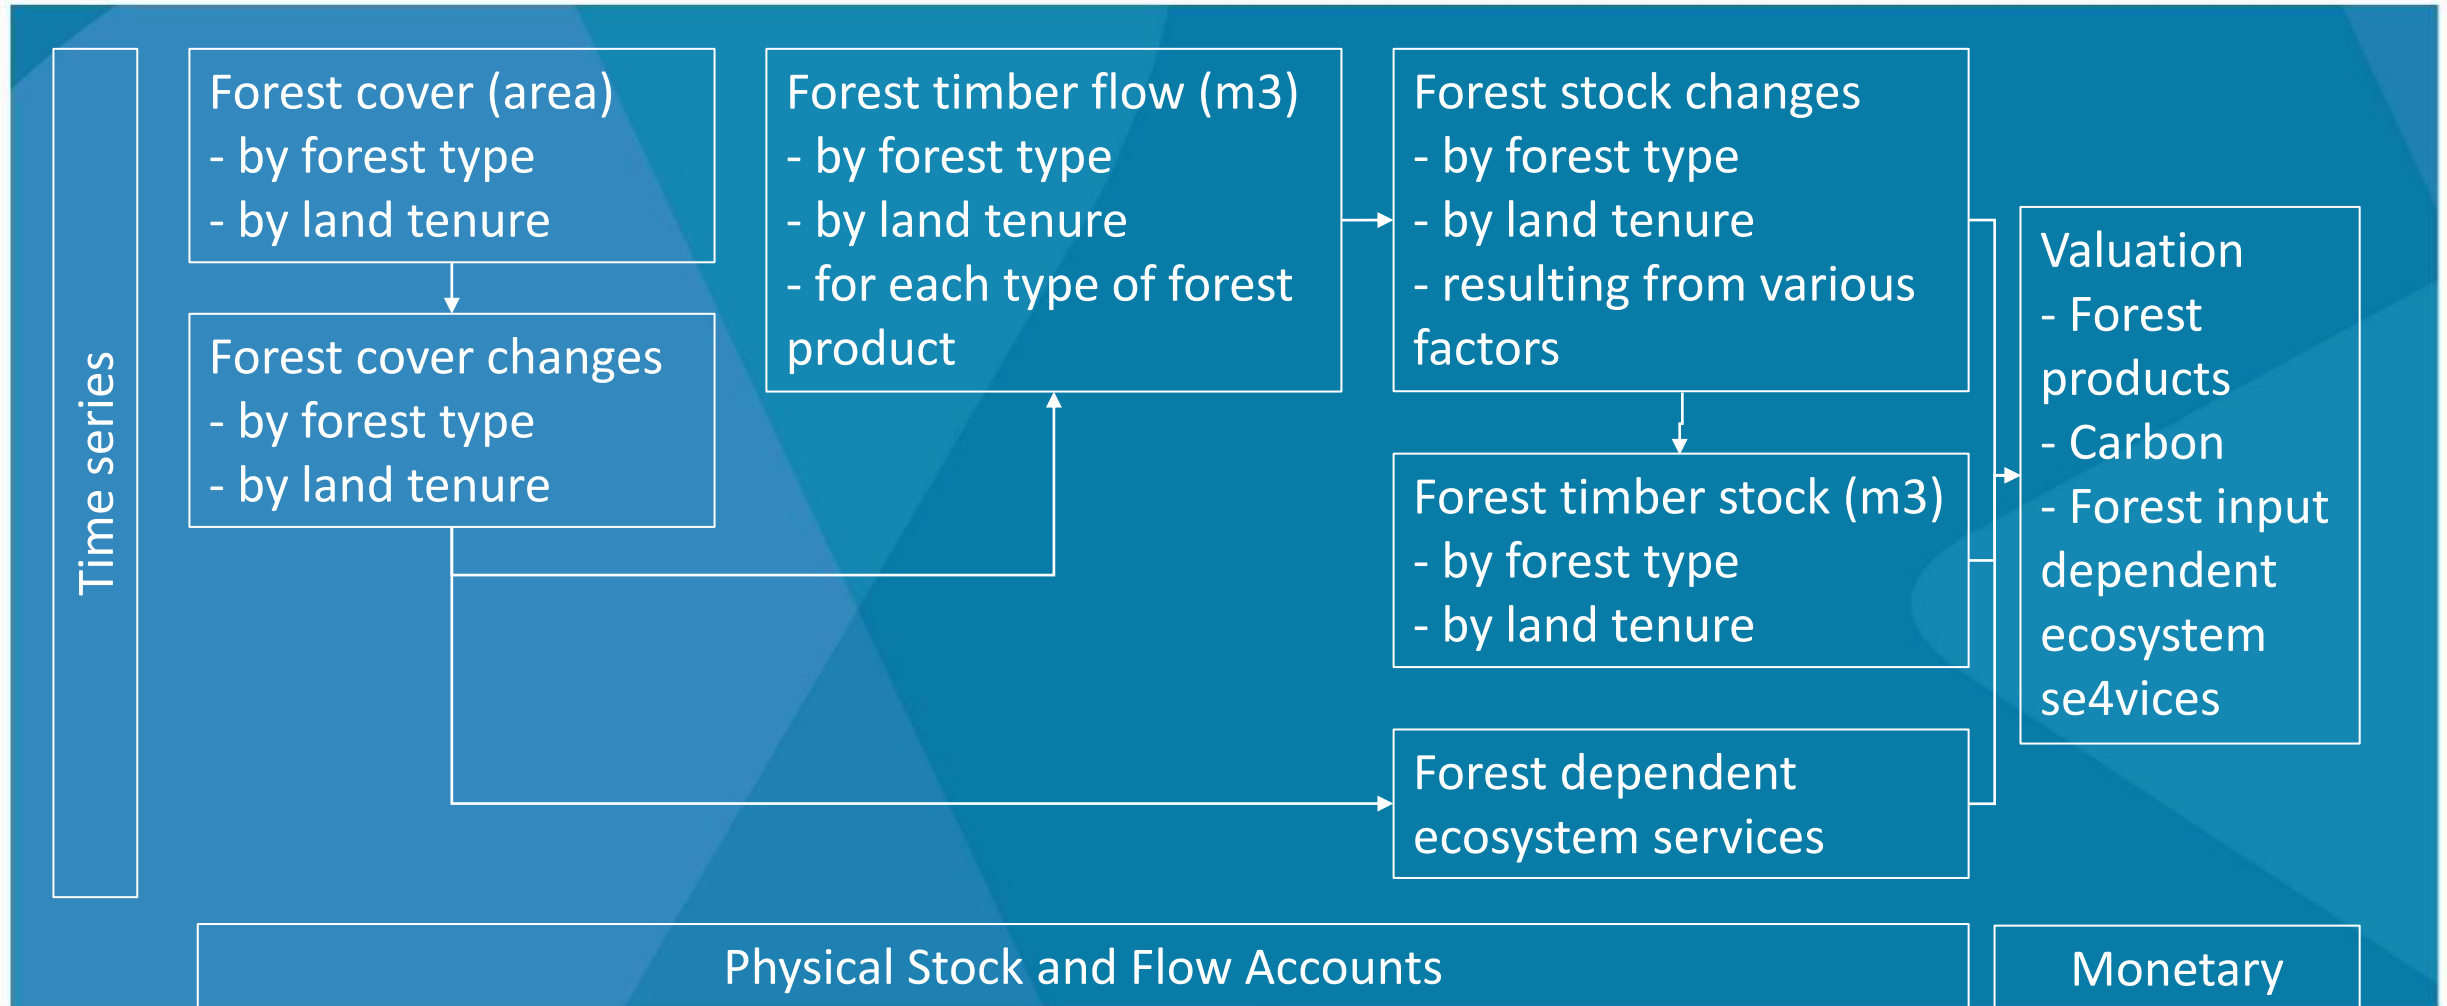 Time series
Forest cover (area)
- by forest type
- by land tenure
Forest cover changes
- by forest type
- by land tenure
Forest timber flow (m3)
- by forest type
- by land tenure
- for each type of forest
product
Forest stock changes
- by forest type
- by land tenure
- resulting from various
factors
Forest timber stock (m3)
- by forest type
- by land tenure
Forest dependent
ecosystem services
Valuation
- Forest
products
- Carbon
- Forest input
dependent
ecosystem
se4vices
Physical Stock and Flow Accounts
Monetary